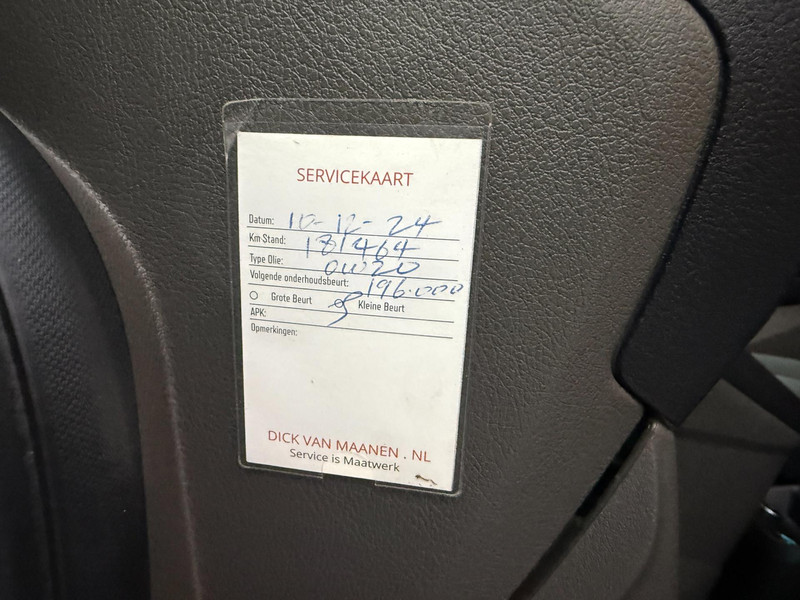 SERVICEKAART
Datum: 10-12-24
Km-Stand: 181464
Type Olie: 0W20
Volgende onderhoudsbeurt: 196.000
Grote Beurt Kleine Beurt
APK:
Opmerkingen:
DICK VAN MAANEN . NL
Service is Maatwerk